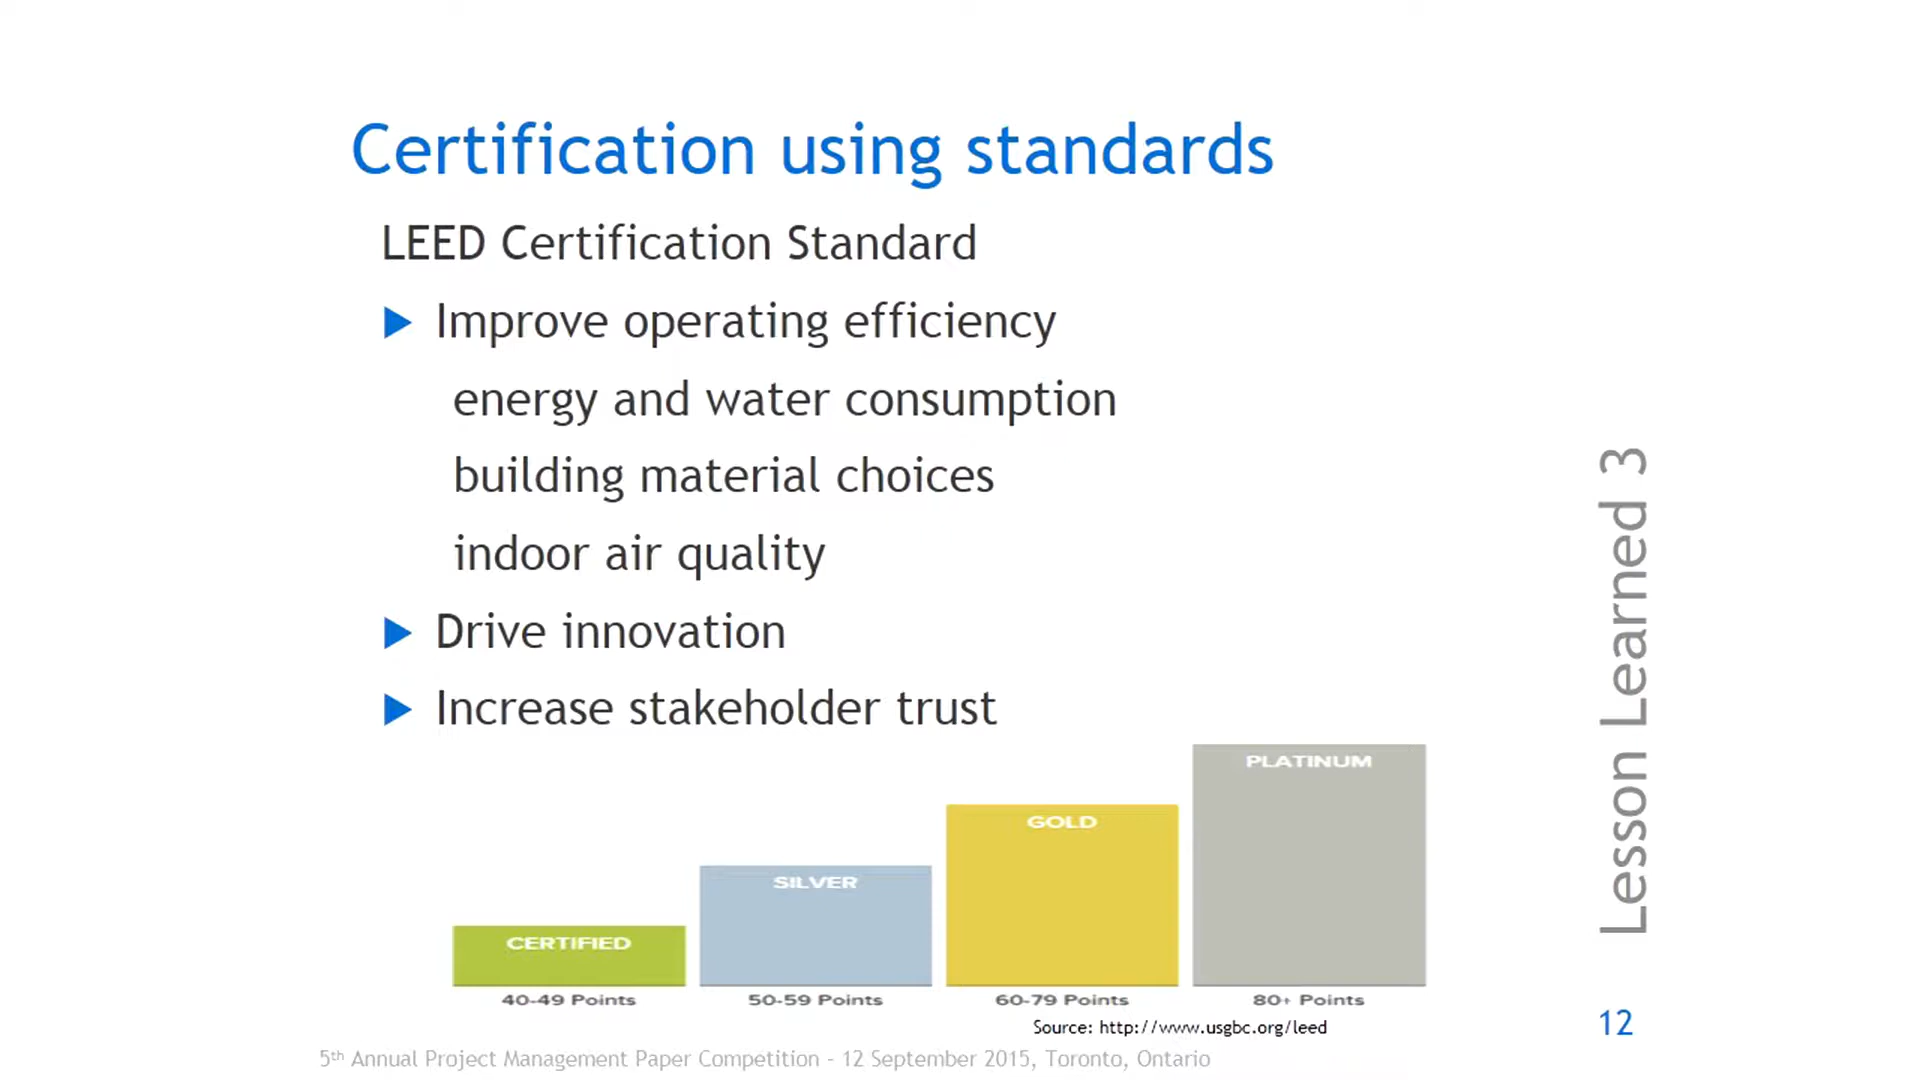 Certification using standards
LEED Certification Standard
Improve operating efficiency
energy and water consumption
building material choices
indoor air quality
Drive innovation
Increase stakeholder trust
CERTIFIED
SILVER
GOLD
PLATINUM
40-49 Points
50-59 Points
60-79 Points
80+ Points
Source: http://www.usgbc.org/leed
Lesson Learned 3
12
5th Annual Project Management Paper Competition - 12 September 2015, Toronto, Ontario